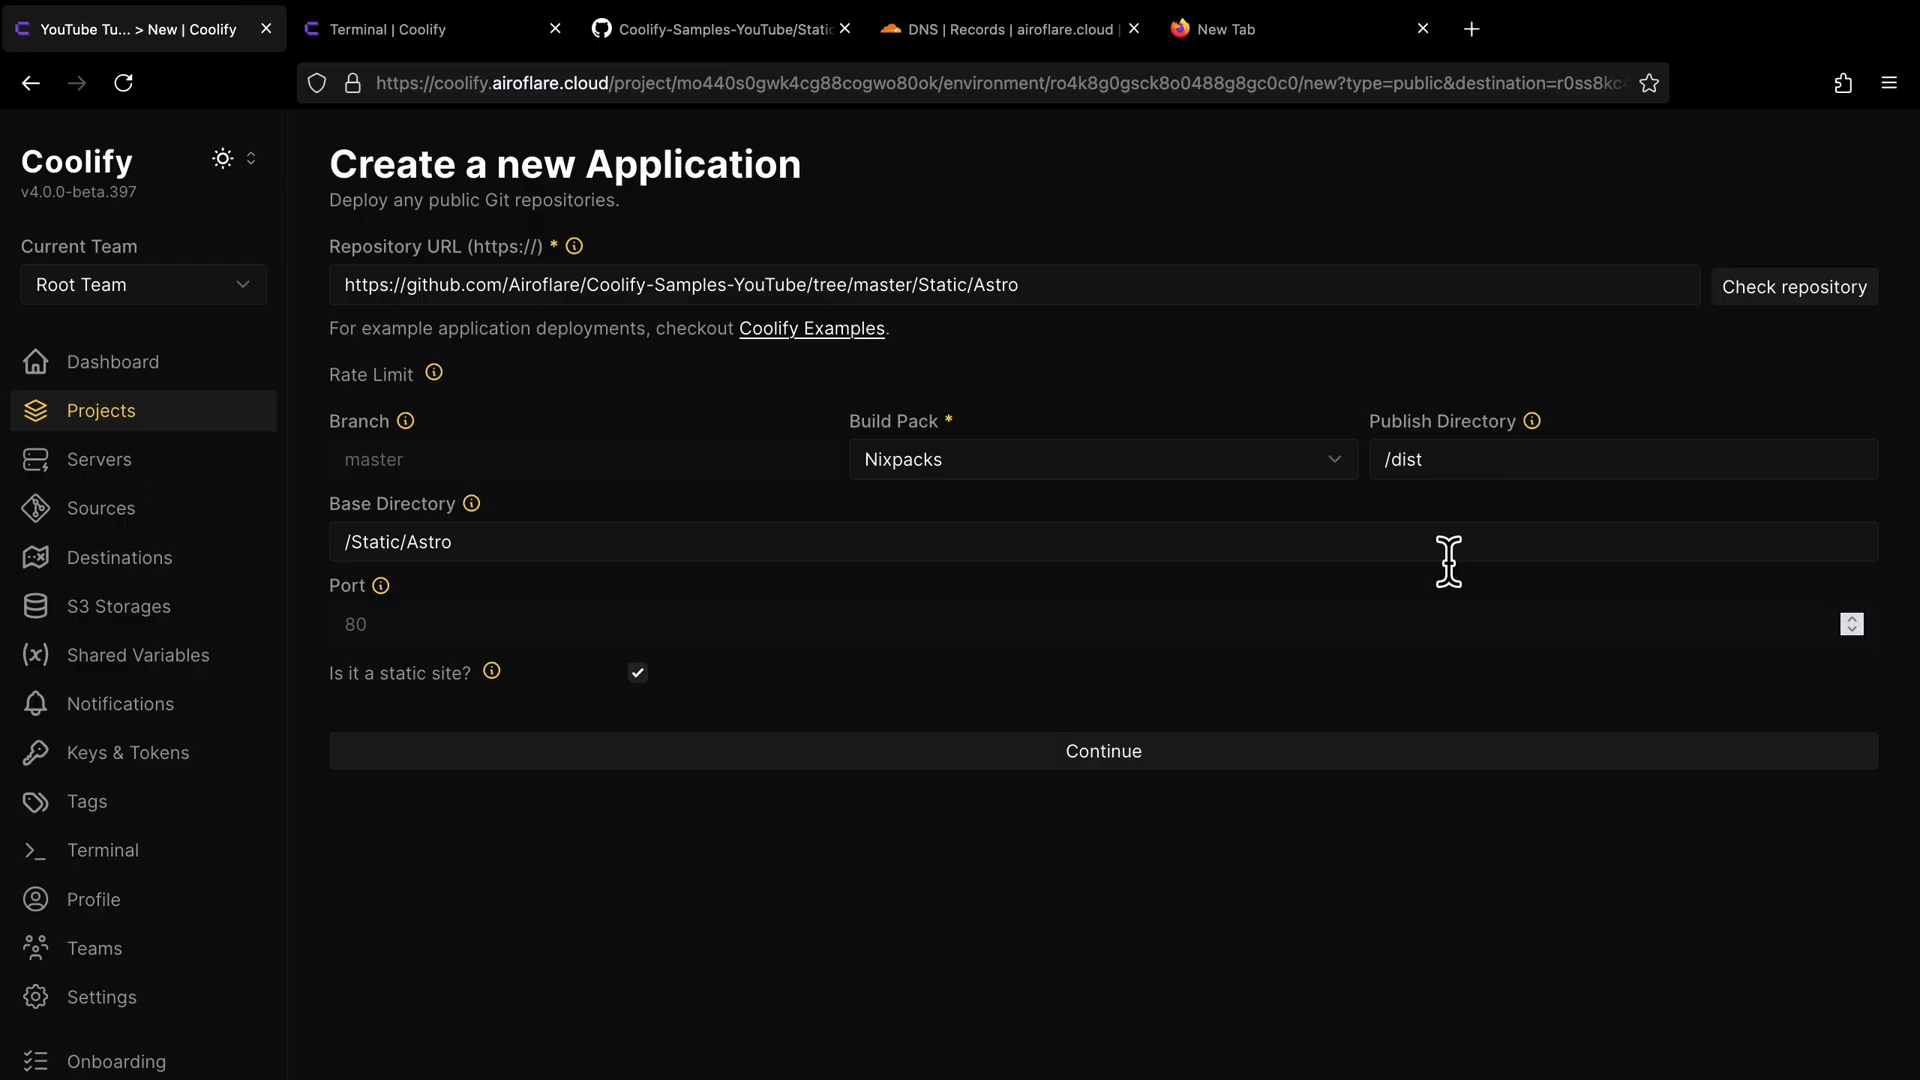 YouTube Tu... > New | Coolify
Terminal | Coolify
Coolify-Samples-YouTube/Static
DNS | Records | airoflare.cloud |
New Tab
https://coolify.airoflare.cloud/project/mo440s0gwk4cg88cogwo80ok/environment/ro4k8g0gsck8o0488g8gc0c0/new?type=public&destination=r0ss8kc
Coolify
v4.0.0-beta.397
Current Team
Root Team
Dashboard
Projects
Servers
Sources
Destinations
S3 Storages
Shared Variables
Notifications
Keys & Tokens
Tags
Terminal
Profile
Teams
Settings
Onboarding
Create a new Application
Deploy any public Git repositories.
Repository URL (https://) *
https://github.com/Airoflare/Coolify-Samples-YouTube/tree/master/Static/Astro
Check repository
For example application deployments, checkout Coolify Examples.
Rate Limit
Branch
Build Pack *
Publish Directory
master
Nixpacks
/dist
Base Directory
/Static/Astro
Port
80
Is it a static site?
Continue